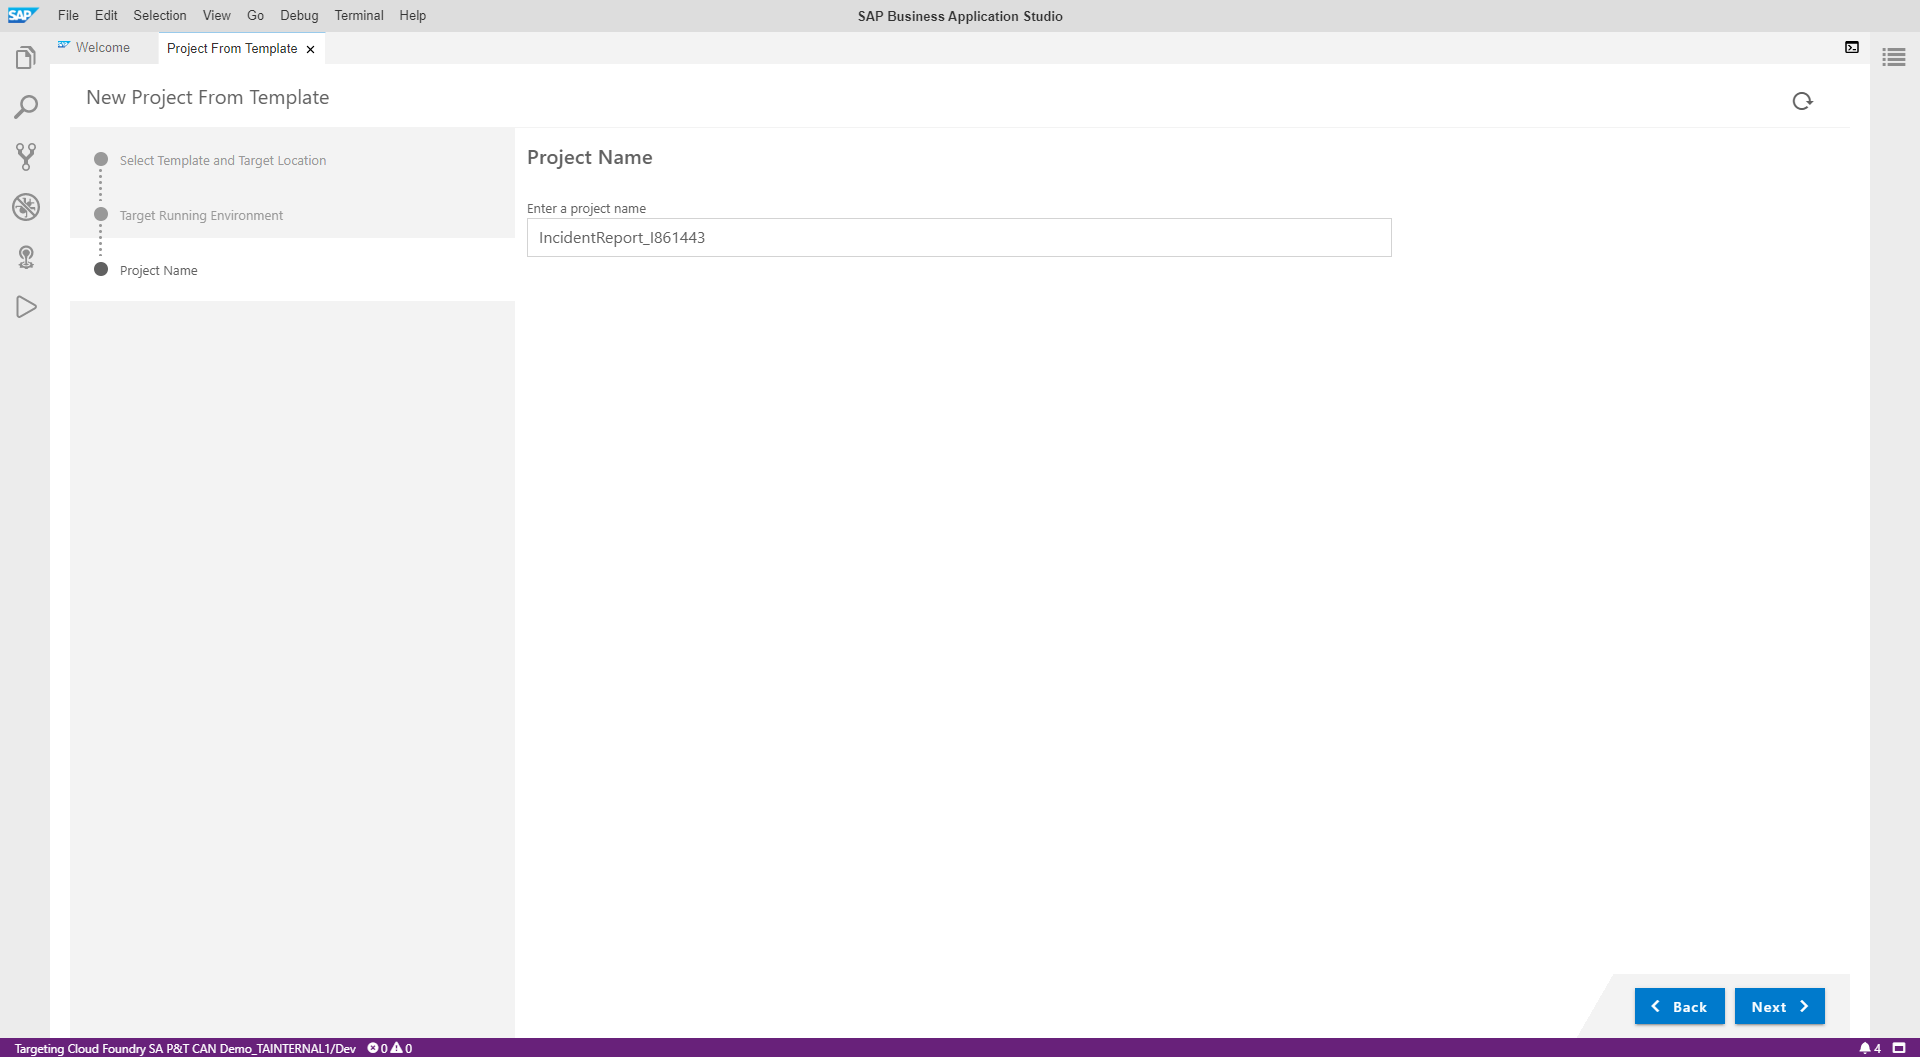 SAP File Edit Selection View Go Debug Terminal Help SAP Business Application Studio
SAP Welcome Project From Template
New Project From Template
Select Template and Target Location
Target Running Environment
Project Name
Project Name
Enter a project name
IncidentReport_I861443
Back Next
Targeting Cloud Foundry SA P&T CAN Demo_TAINTERNAL1/Dev 0 0 4